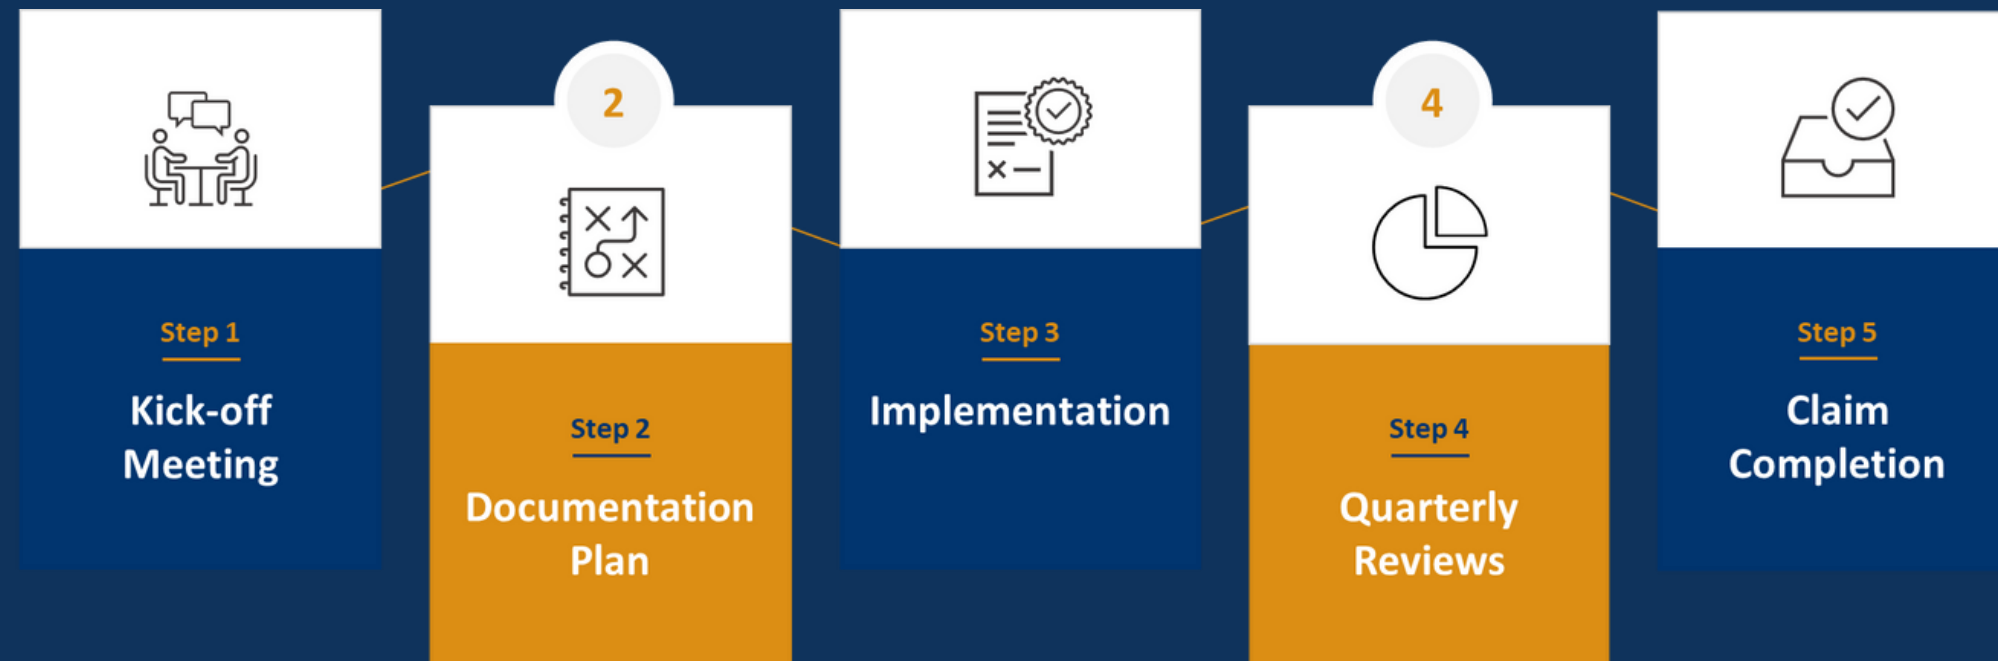 Step 1
Kick-off
Meeting
2
Step 2
Documentation
Plan
Step 3
Implementation
4
Step 4
Quarterly
Reviews
Step 5
Claim
Completion